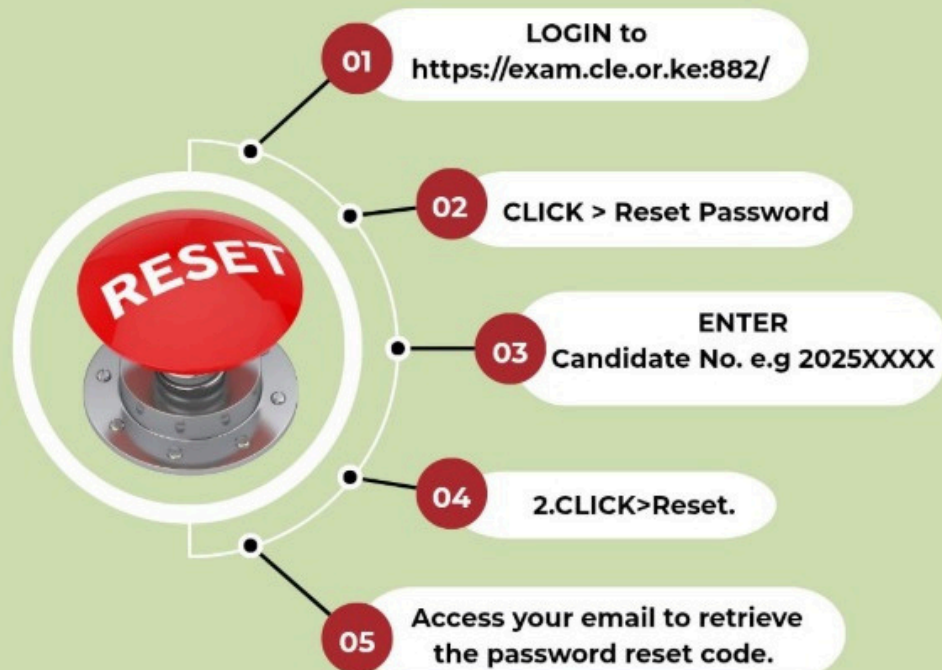 01
LOGIN to
https://exam.cle.or.ke:882/
02
CLICK > Reset Password
RESET
03
ENTER
Candidate No. e.g 2025XXXX
04
2.CLICK>Reset.
05
Access your email to retrieve
the password reset code.